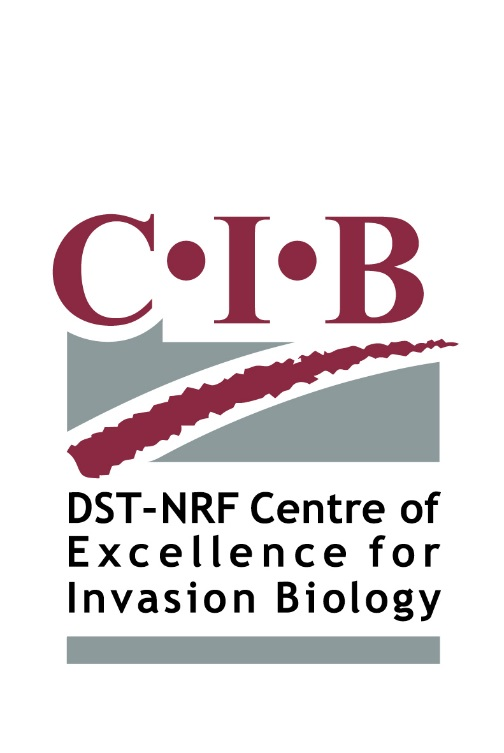 C•I•B
DST-NRF Centre of
Excellence for
Invasion Biology